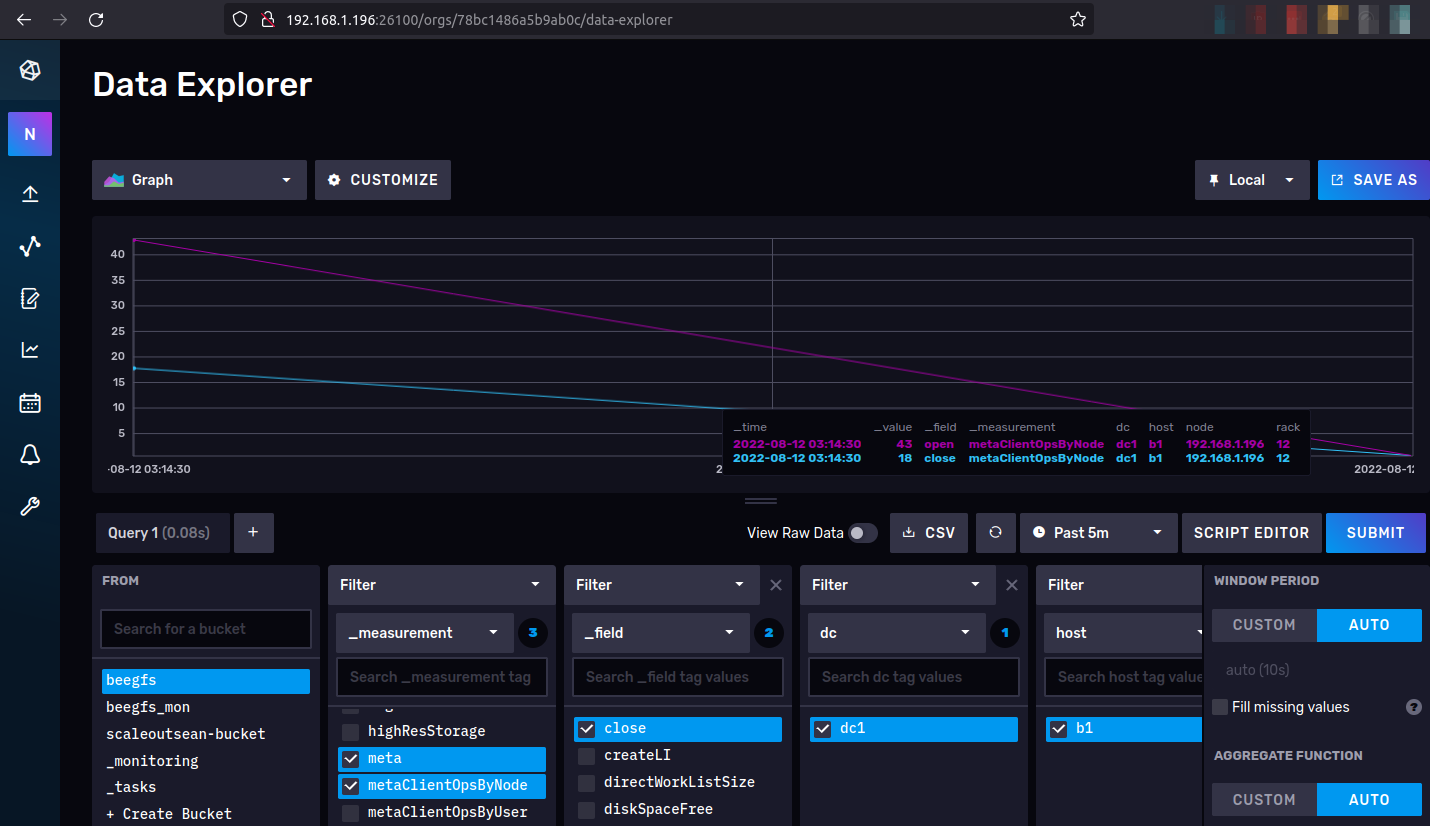 192.168.1.196:26100/orgs/78bc1486a5b9ab0c/data-explorer
Data Explorer
N
Graph CUSTOMIZE Local SAVE AS
40
35
30
25
20
15
10
5
_time _value _field _measurement dc host node rack
2022-08-12 03:14:30 43 open metaClientOpsByNode dc1 b1 192.168.1.196 12
2022-08-12 03:14:30 18 close metaClientOpsByNode dc1 b1 192.168.1.196 12
-08-12 03:14:30 2 2022-08-12
Query 1 (0.08s) + View Raw Data CSV Past 5m SCRIPT EDITOR SUBMIT
FROM Filter Filter Filter Filter WINDOW PERIOD
CUSTOM AUTO
Search for a bucket _measurement 3 _field 2 dc 1 host
Search _measurement tag Search _field tag values Search dc tag values Search host tag value
auto (10s)
beegfs
beegfs_mon
scaleoutsean-bucket
_monitoring
_tasks
+ Create Bucket
highResStorage
meta
metaClientOpsByNode
metaClientOpsByUser
close
createLI
directWorkListSize
diskSpaceFree
dc1
b1
Fill missing values ?
AGGREGATE FUNCTION
CUSTOM AUTO